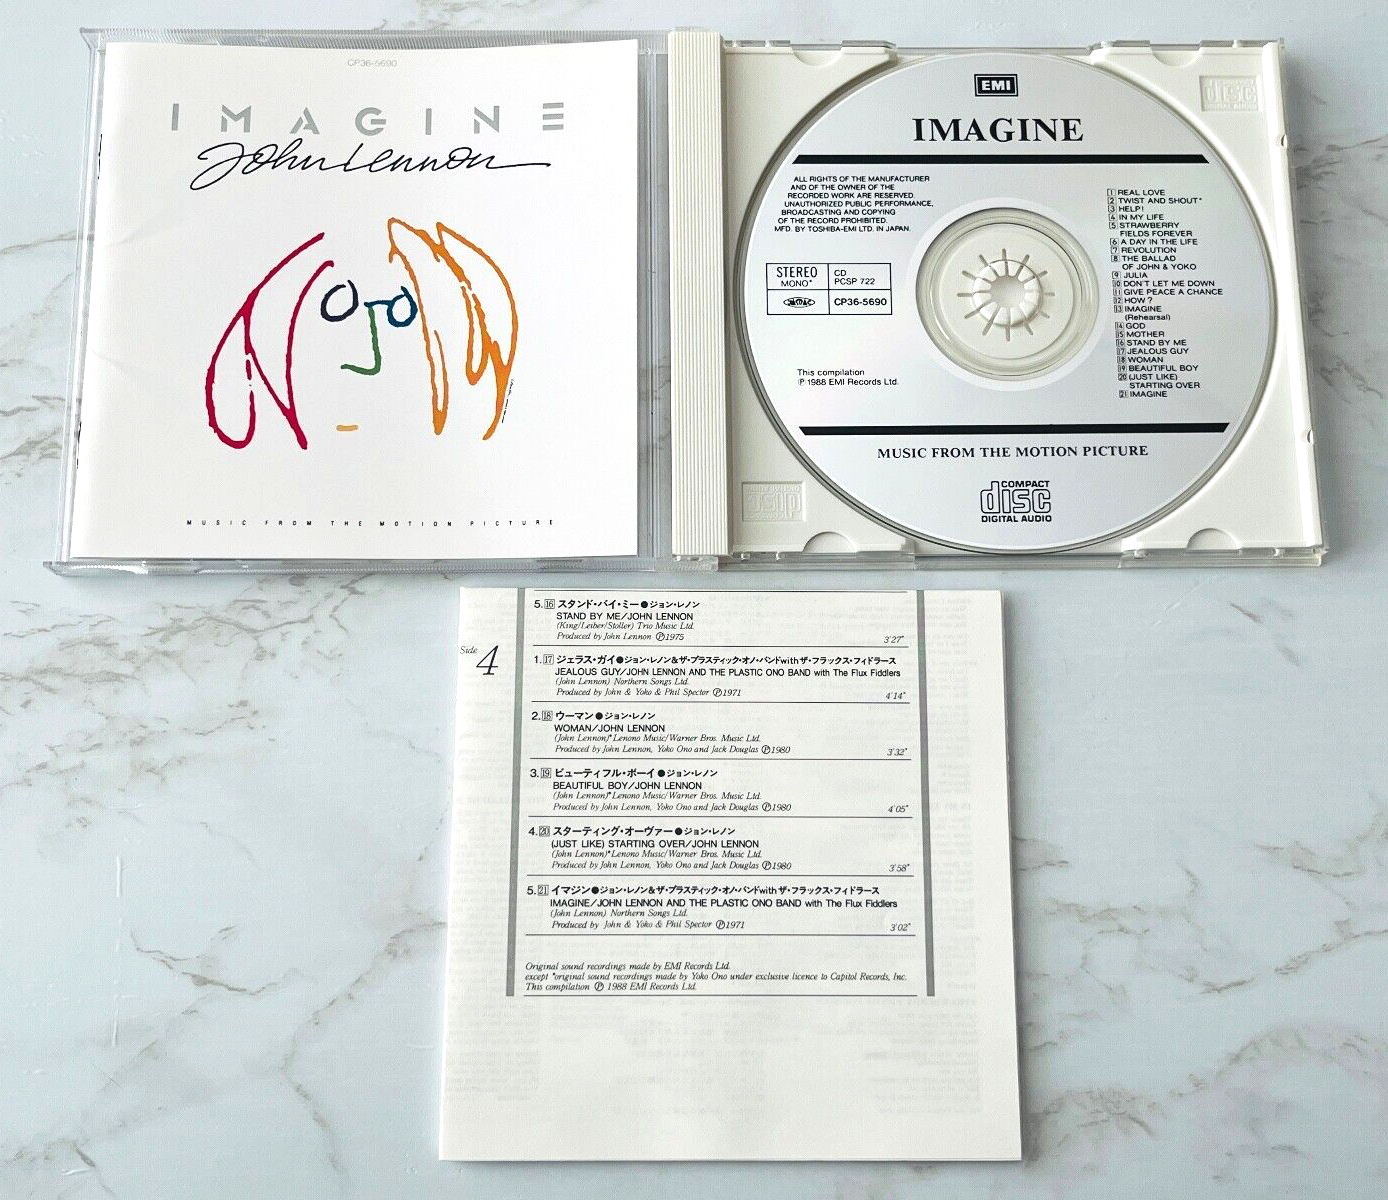 CP36-5690
IMAGINE
John Lennon
MUSIC FROM THE MOTION PICTURE
EMI
IMAGINE
ALL RIGHTS OF THE MANUFACTURER
AND OF THE OWNER OF THE
RECORDED WORK ARE RESERVED.
UNAUTHORIZED PUBLIC PERFORMANCE,
BROADCASTING AND COPYING
OF THE RECORD PROHIBITED.
MFD. BY TOSHIBA-EMI LTD. IN JAPAN.
STEREO
MONO*
CD
PCSP 722
CP36-5690
This compilation
Ⓟ 1988 EMI Records Ltd.
1 REAL LOVE
2 TWIST AND SHOUT*
3 HELP!
4 IN MY LIFE
5 STRAWBERRY
FIELDS FOREVER
6 A DAY IN THE LIFE
7 REVOLUTION
8 THE BALLAD
OF JOHN & YOKO
9 JULIA
10 DON'T LET ME DOWN
11 GIVE PEACE A CHANCE
12 HOW?
13 IMAGINE
(Rehearsal)
14 GOD
15 MOTHER
16 STAND BY ME
17 JEALOUS GUY
18 WOMAN
19 BEAUTIFUL BOY
20 (JUST LIKE)
STARTING OVER
21 IMAGINE
MUSIC FROM THE MOTION PICTURE
COMPACT
disc
DIGITAL AUDIO
5. 16 スタンド・バイ・ミー●ジョン・レノン
STAND BY ME/JOHN LENNON
(King/Leiber/Stoller) Trio Music Ltd.
Produced by John Lennon Ⓟ1975
3'27"
Side 4
1. 17 ジェラス・ガイ●ジョン・レノン&ザ・プラスティック・オノ・バンドwithザ・フラックス・フィドラース
JEALOUS GUY/JOHN LENNON AND THE PLASTIC ONO BAND with The Flux Fiddlers
(John Lennon) Northern Songs Ltd.
Produced by John & Yoko & Phil Spector Ⓟ1971
4'14"
2. 18 ウーマン●ジョン・レノン
WOMAN/JOHN LENNON
(John Lennon)*Lenono Music/Warner Bros. Music Ltd.
Produced by John Lennon, Yoko Ono and Jack Douglas Ⓟ1980
3'32"
3. 19 ビューティフル・ボーイ●ジョン・レノン
BEAUTIFUL BOY/JOHN LENNON
(John Lennon)*Lenono Music/Warner Bros. Music Ltd.
Produced by John Lennon, Yoko Ono and Jack Douglas Ⓟ1980
4'05"
4. 20 スターティング・オーヴァー●ジョン・レノン
(JUST LIKE) STARTING OVER/JOHN LENNON
(John Lennon)*Lenono Music/Warner Bros. Music Ltd.
Produced by John Lennon, Yoko Ono and Jack Douglas Ⓟ1980
3'58"
5. 21 イマジン●ジョン・レノン&ザ・プラスティック・オノ・バンドwithザ・フラックス・フィドラース
IMAGINE/JOHN LENNON AND THE PLASTIC ONO BAND with The Flux Fiddlers
(John Lennon) Northern Songs Ltd.
Produced by John & Yoko & Phil Spector Ⓟ1971
3'02"
Original sound recordings made by EMI Records Ltd.
except *original sound recordings made by Yoko Ono under exclusive licence to Capitol Records, Inc.
This compilation Ⓟ 1988 EMI Records Ltd.